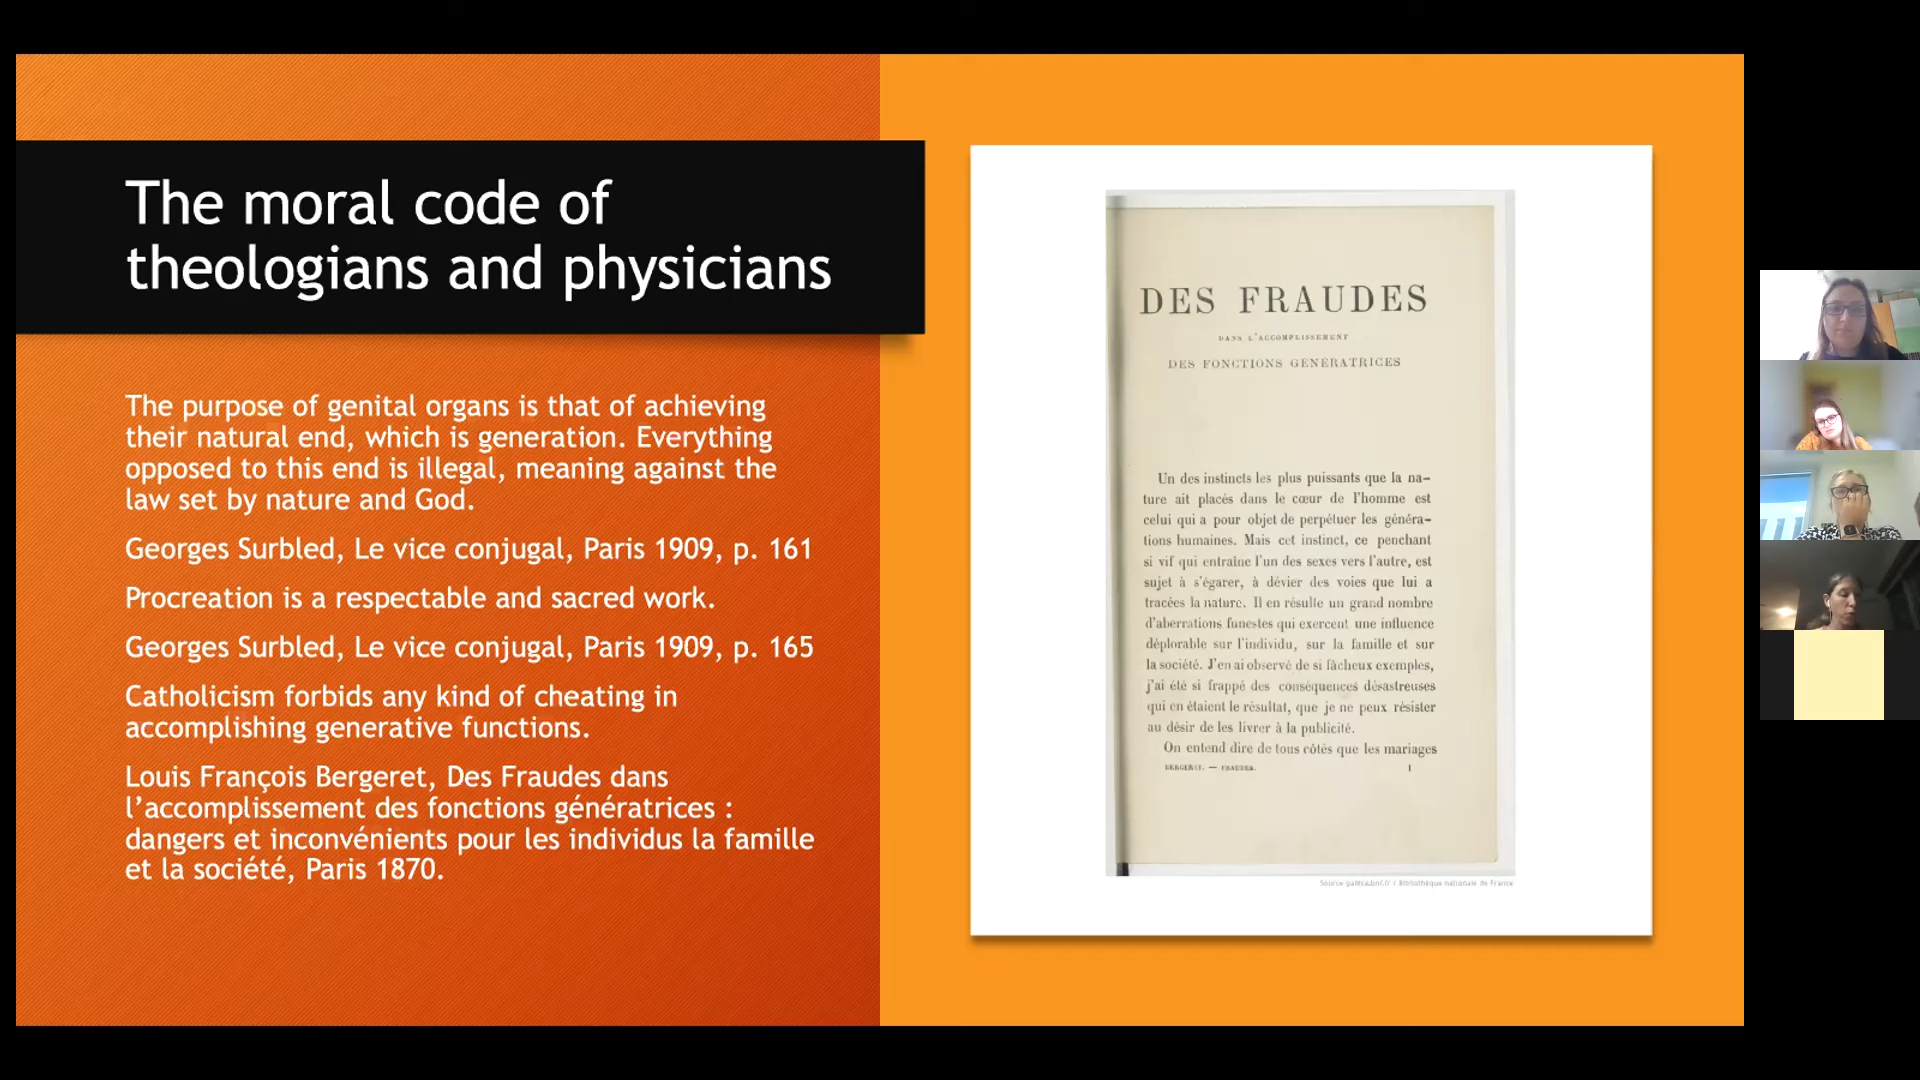 The moral code of
theologians and physicians
The purpose of genital organs is that of achieving
their natural end, which is generation. Everything
opposed to this end is illegal, meaning against the
law set by nature and God.
Georges Surbled, Le vice conjugal, Paris 1909, p. 161
Procreation is a respectable and sacred work.
Georges Surbled, Le vice conjugal, Paris 1909, p. 165
Catholicism forbids any kind of cheating in
accomplishing generative functions.
Louis François Bergeret, Des Fraudes dans
l’accomplissement des fonctions génératrices :
dangers et inconvénients pour les individus la famille
et la société, Paris 1870.
DES FRAUDES
DANS L'ACCOMPLISSEMENT
DES FONCTIONS GÉNÉRATRICES
Un des instincts les plus puissants que la na-
ture ait placés dans le cœur de l'homme est
celui qui a pour objet de perpétuer les généra-
tions humaines. Mais cet instinct, ce penchant
si vif qui entraîne l'un des sexes vers l'autre, est
sujet à s'égarer, à dévier des voies que lui a
tracées la nature. Il en résulte un grand nombre
d'aberrations funestes qui exercent une influence
déplorable sur l'individu, sur la famille et sur
la société. J'en ai observé de si fâcheux exemples,
j'ai été si frappé des conséquences désastreuses
qui en étaient le résultat, que je ne peux résister
au désir de les livrer à la publicité.
On entend dire de tous côtés que les mariages
BERGERET. — FRAUDES. 1
Source gallica.bnf.fr / Bibliothèque nationale de France